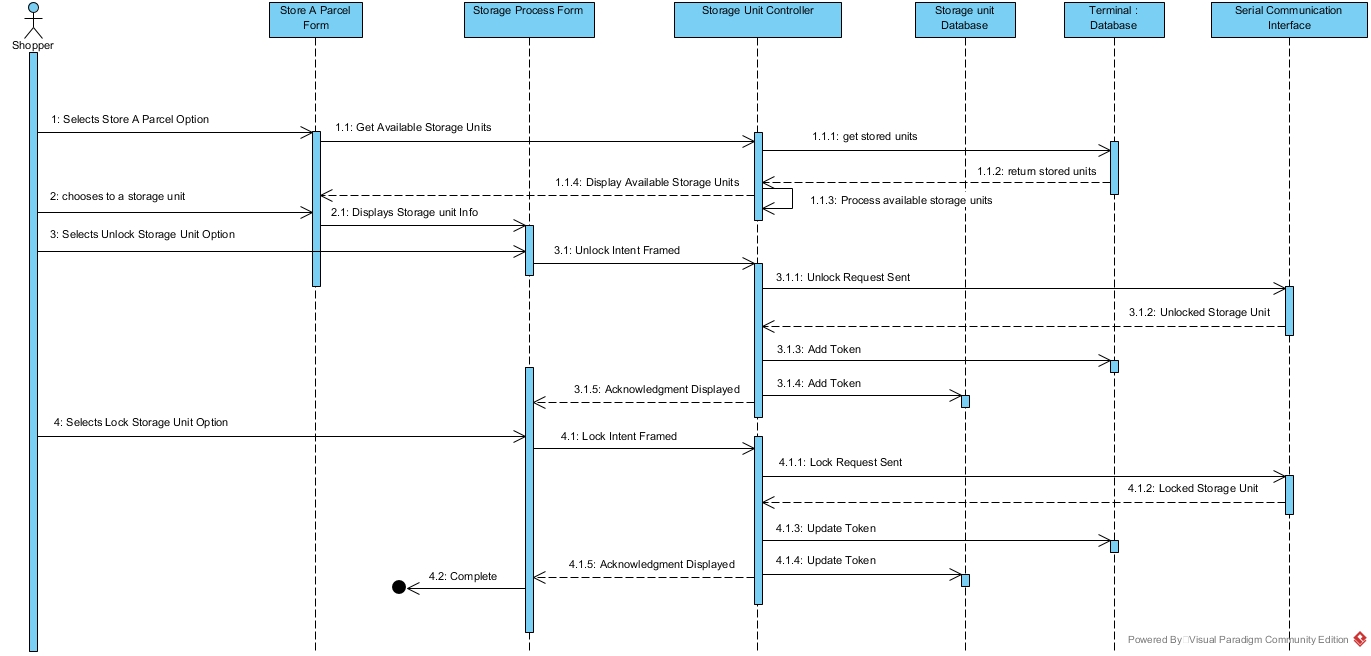 Store A Parcel
Form
Storage Process Form
Storage Unit Controller
Storage unit
Database
Terminal :
Database
Serial Communication
Interface
Shopper
1: Selects Store A Parcel Option
1.1: Get Available Storage Units
1.1.1: get stored units
1.1.2: return stored units
1.1.4: Display Available Storage Units
1.1.3: Process available storage units
2: chooses to a storage unit
2.1: Displays Storage unit Info
3: Selects Unlock Storage Unit Option
3.1: Unlock Intent Framed
3.1.1: Unlock Request Sent
3.1.2: Unlocked Storage Unit
3.1.3: Add Token
3.1.4: Add Token
3.1.5: Acknowledgment Displayed
4: Selects Lock Storage Unit Option
4.1: Lock Intent Framed
4.1.1: Lock Request Sent
4.1.2: Locked Storage Unit
4.1.3: Update Token
4.1.4: Update Token
4.1.5: Acknowledgment Displayed
4.2: Complete
Powered By Visual Paradigm Community Edition